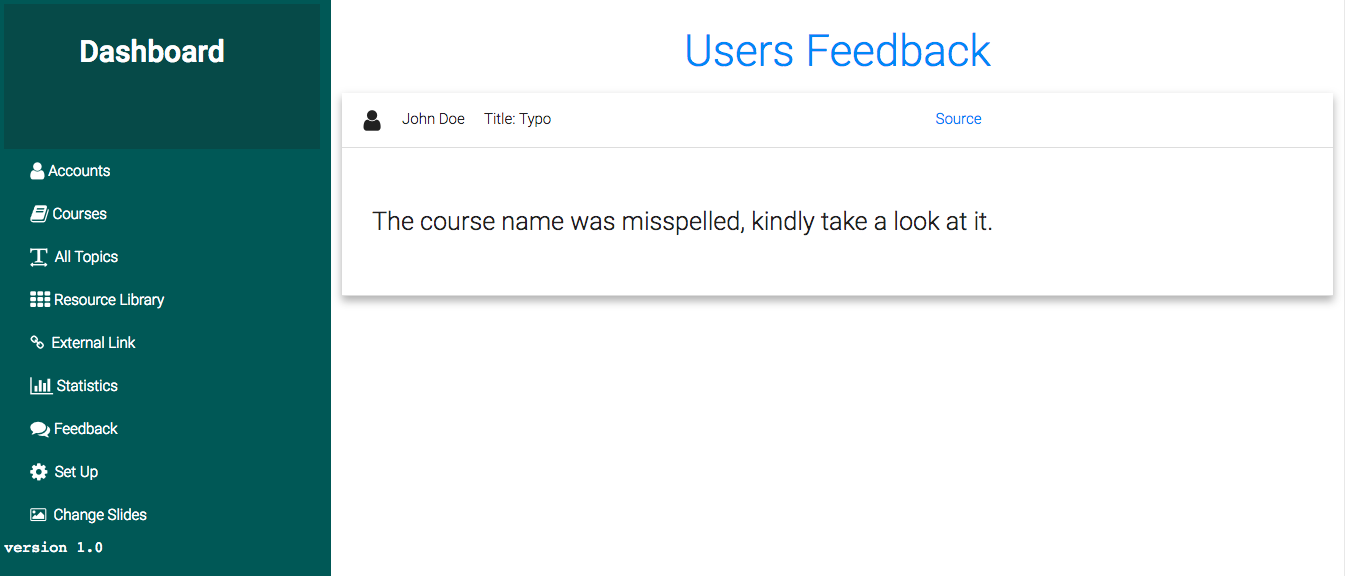 Dashboard
Accounts
Courses
All Topics
Resource Library
External Link
Statistics
Feedback
Set Up
Change Slides
version 1.0
Users Feedback
John Doe Title: Typo Source
The course name was misspelled, kindly take a look at it.